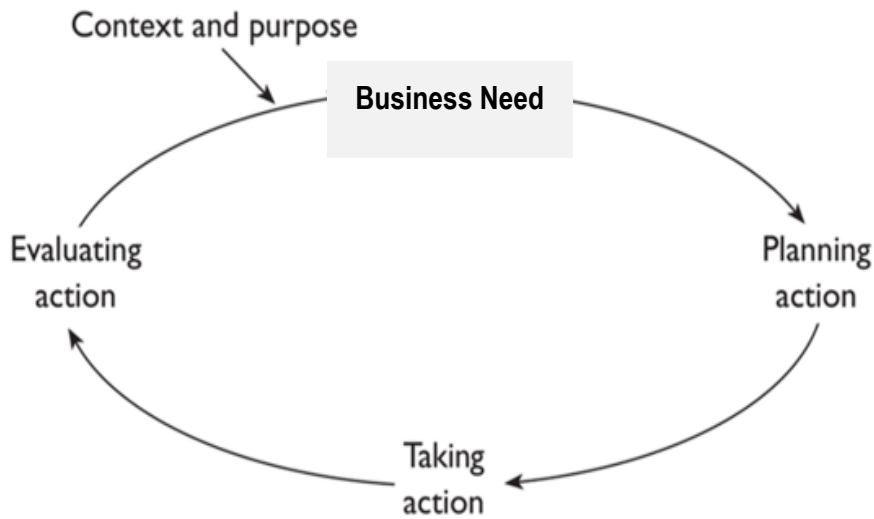 Context and purpose
Business Need
Evaluating
action
Planning
action
Taking
action